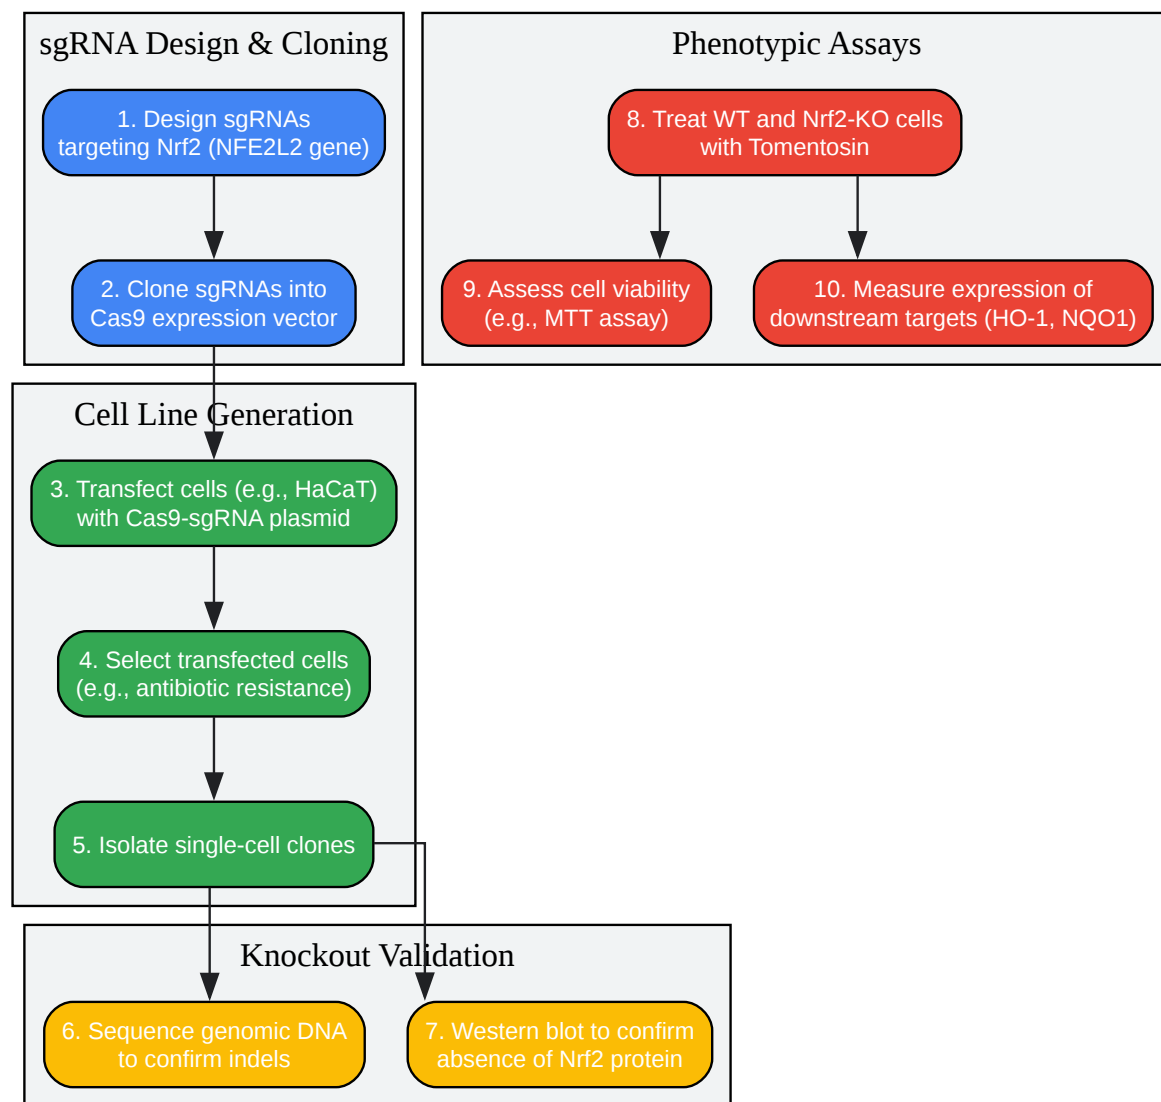 sgRNA Design & Cloning
1. Design sgRNAs
targeting Nrf2 (NFE2L2 gene)
2. Clone sgRNAs into
Cas9 expression vector
Phenotypic Assays
8. Treat WT and Nrf2-KO cells
with Tomentosin
9. Assess cell viability
(e.g., MTT assay)
10. Measure expression of
downstream targets (HO-1, NQO1)
Cell Line Generation
3. Transfect cells (e.g., HaCaT)
with Cas9-sgRNA plasmid
4. Select transfected cells
(e.g., antibiotic resistance)
5. Isolate single-cell clones
Knockout Validation
6. Sequence genomic DNA
to confirm indels
7. Western blot to confirm
absence of Nrf2 protein